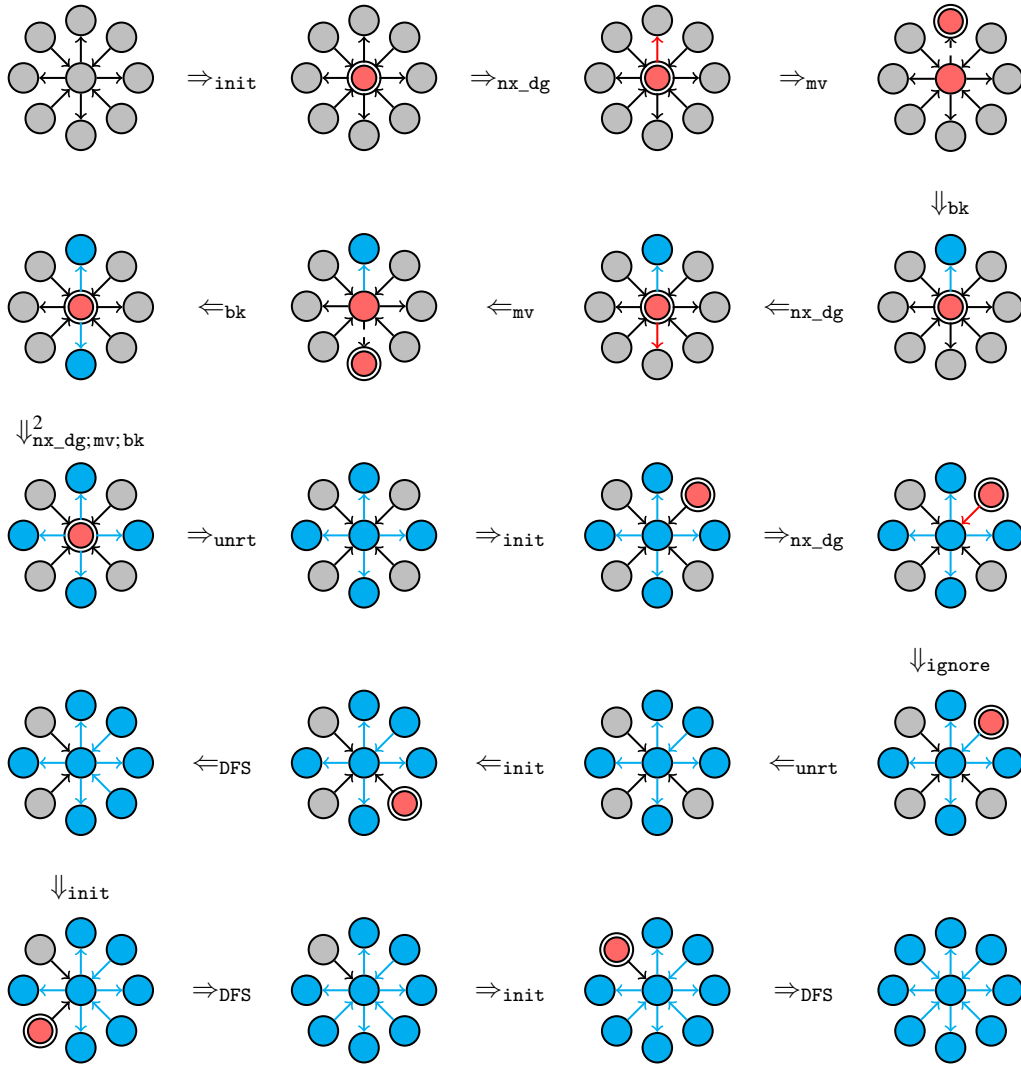 ⇒init ⇒nx_dg ⇒mv
⇓bk
⇐bk ⇐mv ⇐nx_dg
⇓2nx_dg;mv;bk
⇒unrt ⇒init ⇒nx_dg
⇓ignore
⇐DFS ⇐init ⇐unrt
⇓init
⇒DFS ⇒init ⇒DFS